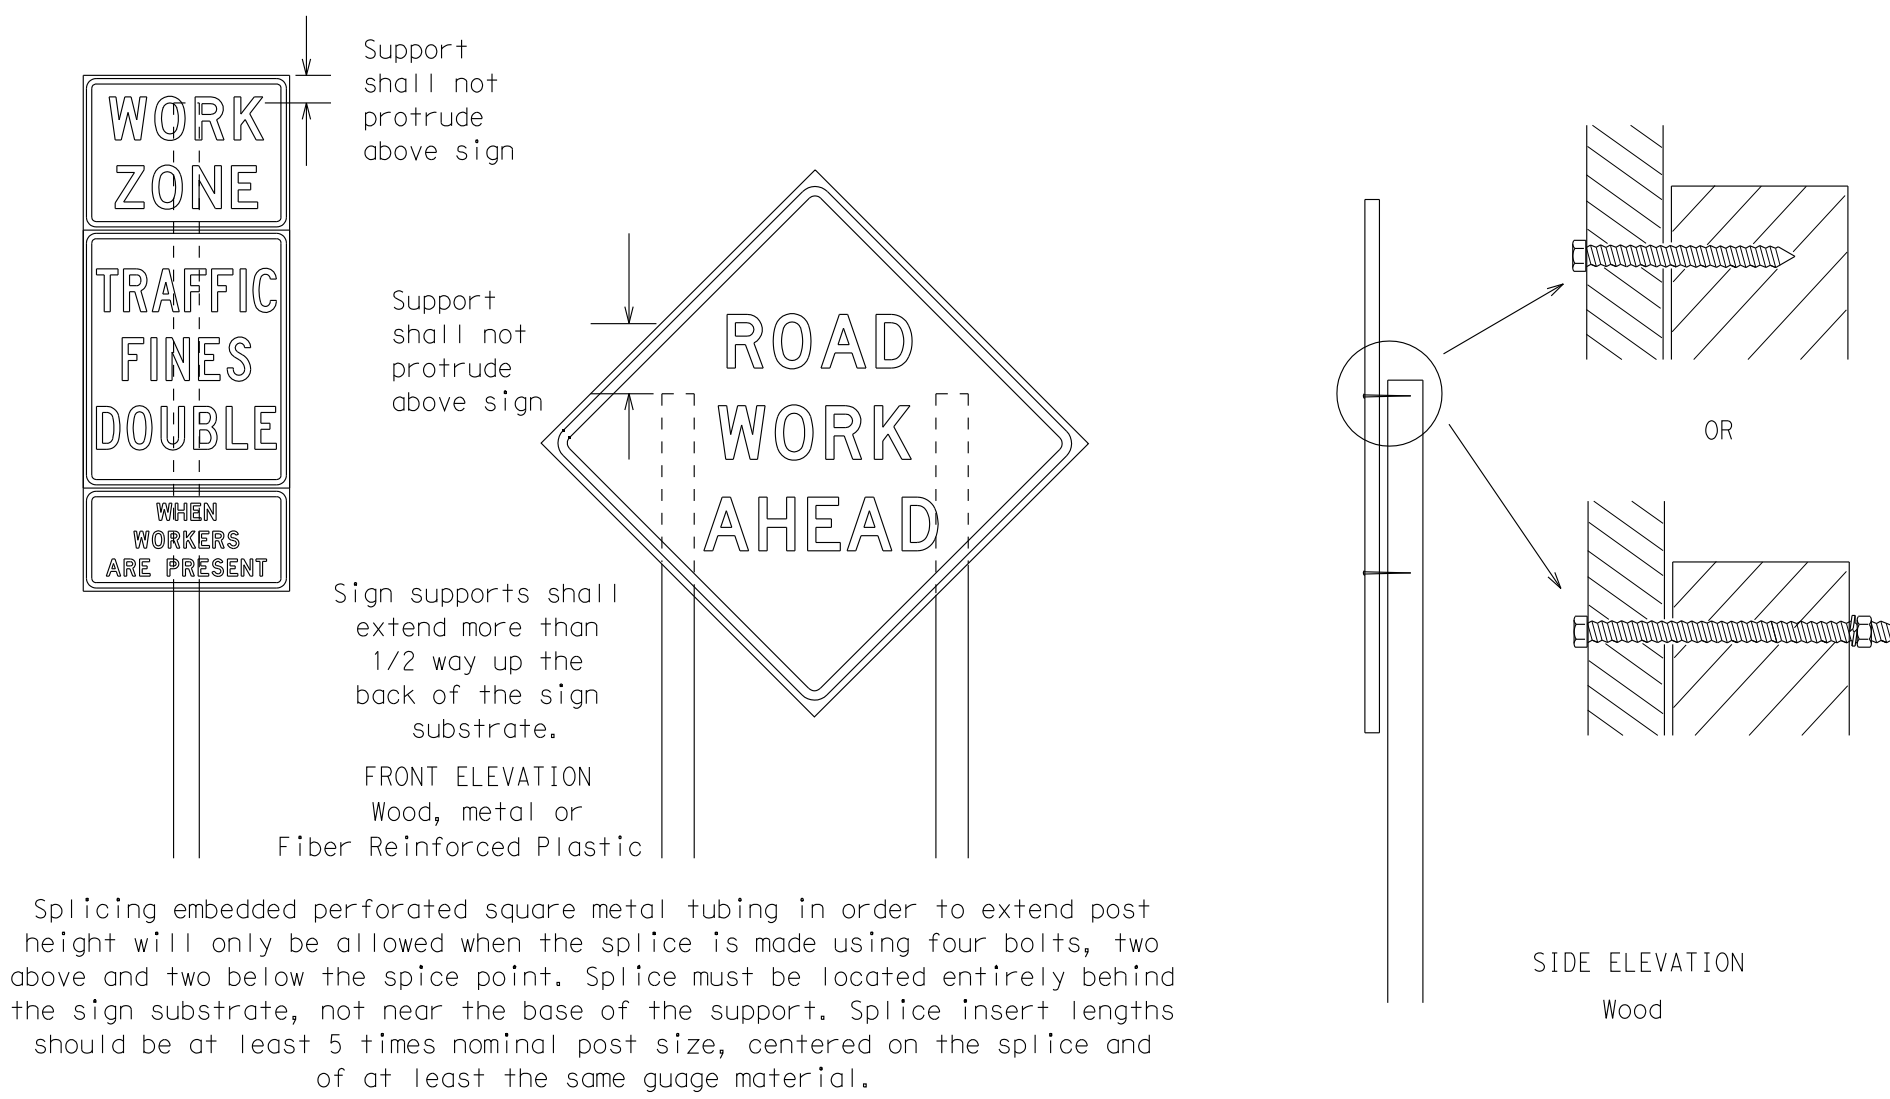 WORK
ZONE
TRAFFIC
FINES
DOUBLE
WHEN
WORKERS
ARE PRESENT
Support
shall not
protrude
above sign
Support
shall not
protrude
above sign
ROAD
WORK
AHEAD
Sign supports shall
extend more than
1/2 way up the
back of the sign
substrate.
FRONT ELEVATION
Wood, metal or
Fiber Reinforced Plastic
OR
SIDE ELEVATION
Wood
Splicing embedded perforated square metal tubing in order to extend post
height will only be allowed when the splice is made using four bolts, two
above and two below the spice point. Splice must be located entirely behind
the sign substrate, not near the base of the support. Splice insert lengths
should be at least 5 times nominal post size, centered on the splice and
of at least the same guage material.